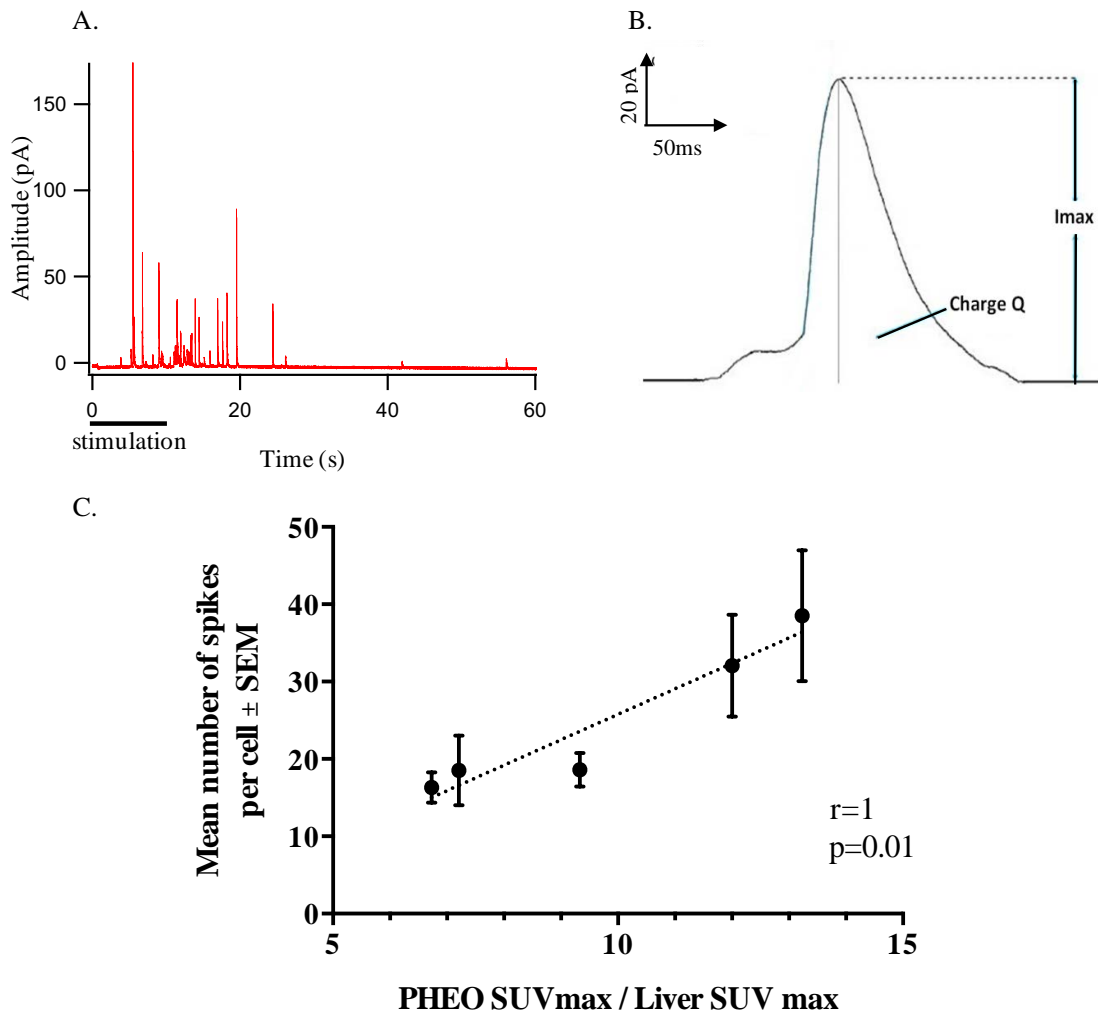 A.
Amplitude (pA)
150
100
50
0
0
20
40
60
stimulation
Time (s)
B.
20 pA
50ms
Imax
Charge Q
C.
Mean number of spikes
per cell ± SEM
50
40
30
20
10
0
5
10
15
r=1
p=0.01
PHEO SUVmax / Liver SUV max